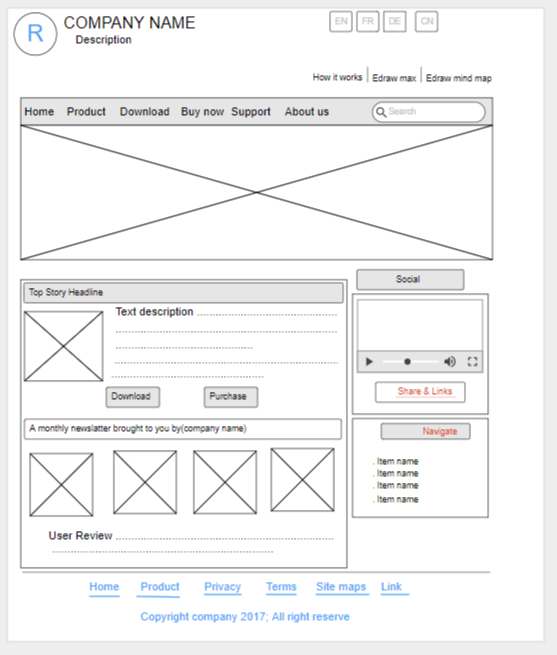 R
COMPANY NAME
Description
EN FR DE CN
How it works Edraw max Edraw mind map
Home Product Download Buy now Support About us Search
Social
Top Story Headline
Text description
Share & Links
Download Purchase
A monthly newslatter brought to you by(company name)
Navigate
. Item name
. Item name
. Item name
. Item name
User Review
Home Product Privacy Terms Site maps Link
Copyright company 2017; All right reserve